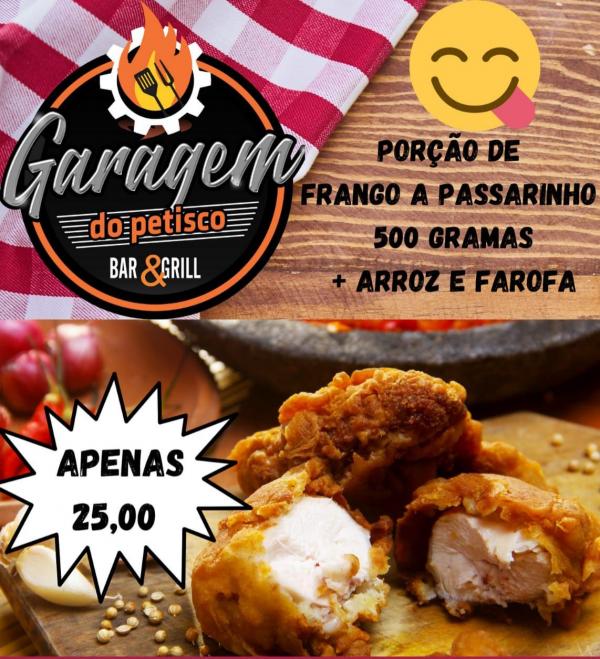 Garagem
do petisco
BAR & GRILL
PORÇÃO DE
FRANGO A PASSARINHO
500 GRAMAS
+ ARROZ E FAROFA
APENAS
25,00